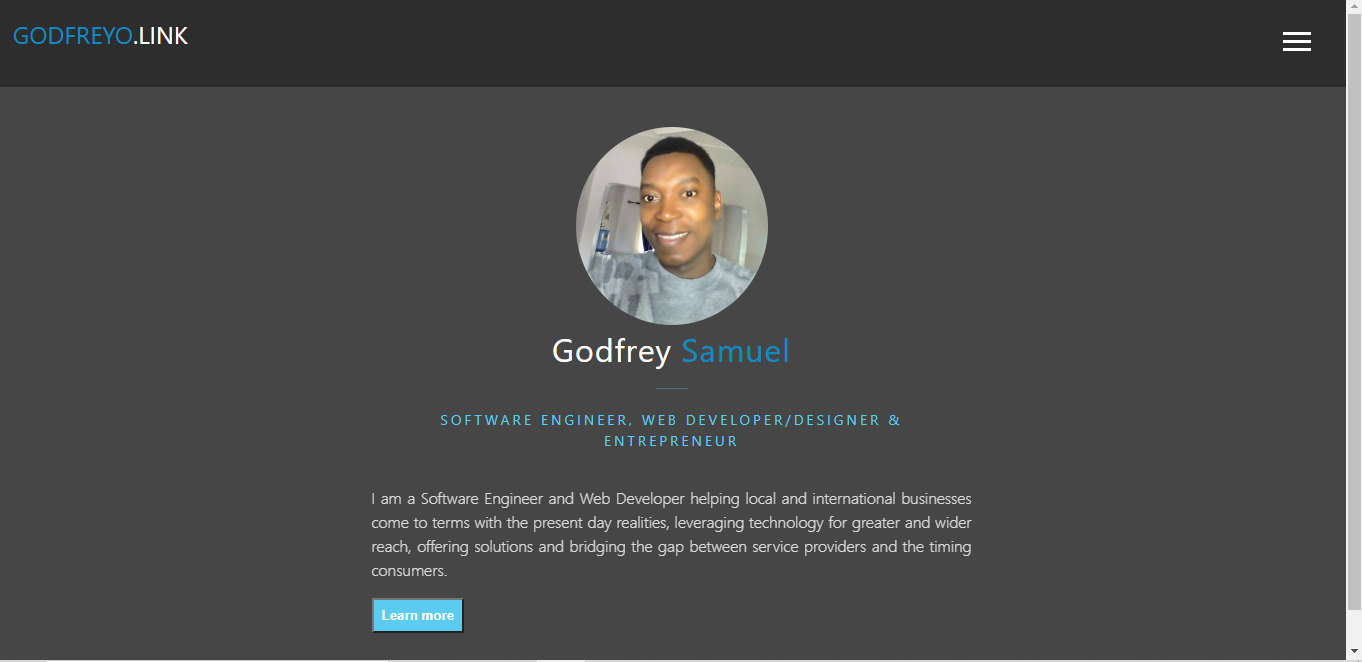 GODFREYO.LINK
Godfrey Samuel
SOFTWARE ENGINEER, WEB DEVELOPER/DESIGNER &
ENTREPRENEUR
I am a Software Engineer and Web Developer helping local and international businesses
come to terms with the present day realities, leveraging technology for greater and wider
reach, offering solutions and bridging the gap between service providers and the timing
consumers.
Learn more